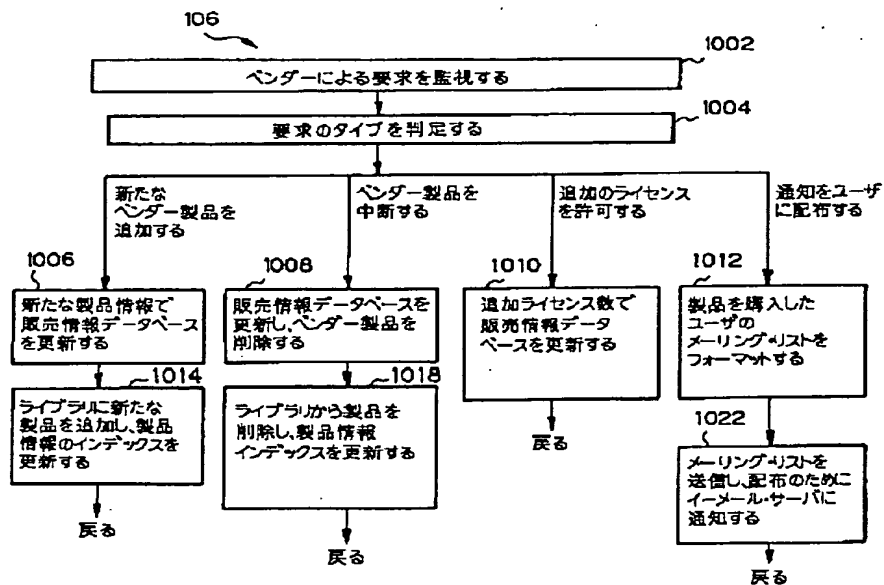 106
1002
ベンダーによる要求を監視する
1004
要求のタイプを判定する
新たな
ベンダー製品を
追加する
ベンダー製品を
中断する
追加のライセンス
を許可する
通知をユーザ
に配布する
1006
新たな製品情報で
販売情報データベース
を更新する
1008
販売情報データベースを
更新し、ベンダー製品を
削除する
1010
追加ライセンス数で
販売情報データ
ベースを更新する
1012
製品を購入した
ユーザの
メーリング・リストを
フォーマットする
1014
ライブラリに新たな
製品を追加し、製品
情報のインデックスを
更新する
1018
ライブラリから製品を
削除し、製品情報
インデックスを更新する
1022
メーリング・リストを
送信し、配布のために
イーメール・サーバに
通知する
戻る
戻る
戻る
戻る